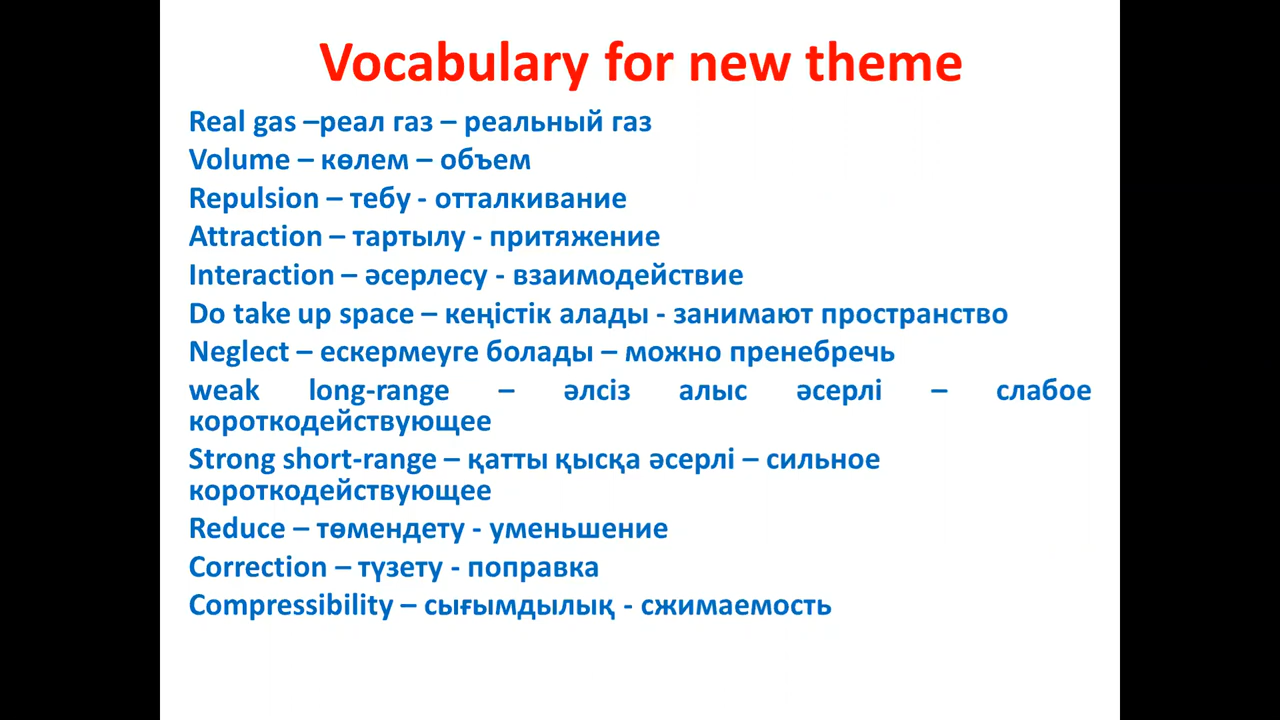 Vocabulary for new theme
Real gas –реал газ – реальный газ
Volume – көлем – объем
Repulsion – тебу - отталкивание
Attraction – тартылу - притяжение
Interaction – әсерлесу - взаимодействие
Do take up space – кеңістік алады - занимают пространство
Neglect – ескермеуге болады – можно пренебречь
weak long-range – әлсіз алыс әсерлі – слабое
короткодействующее
Strong short-range – қатты қысқа әсерлі – сильное
короткодействующее
Reduce – төмендету - уменьшение
Correction – түзету - поправка
Compressibility – сығымдылық - сжимаемость